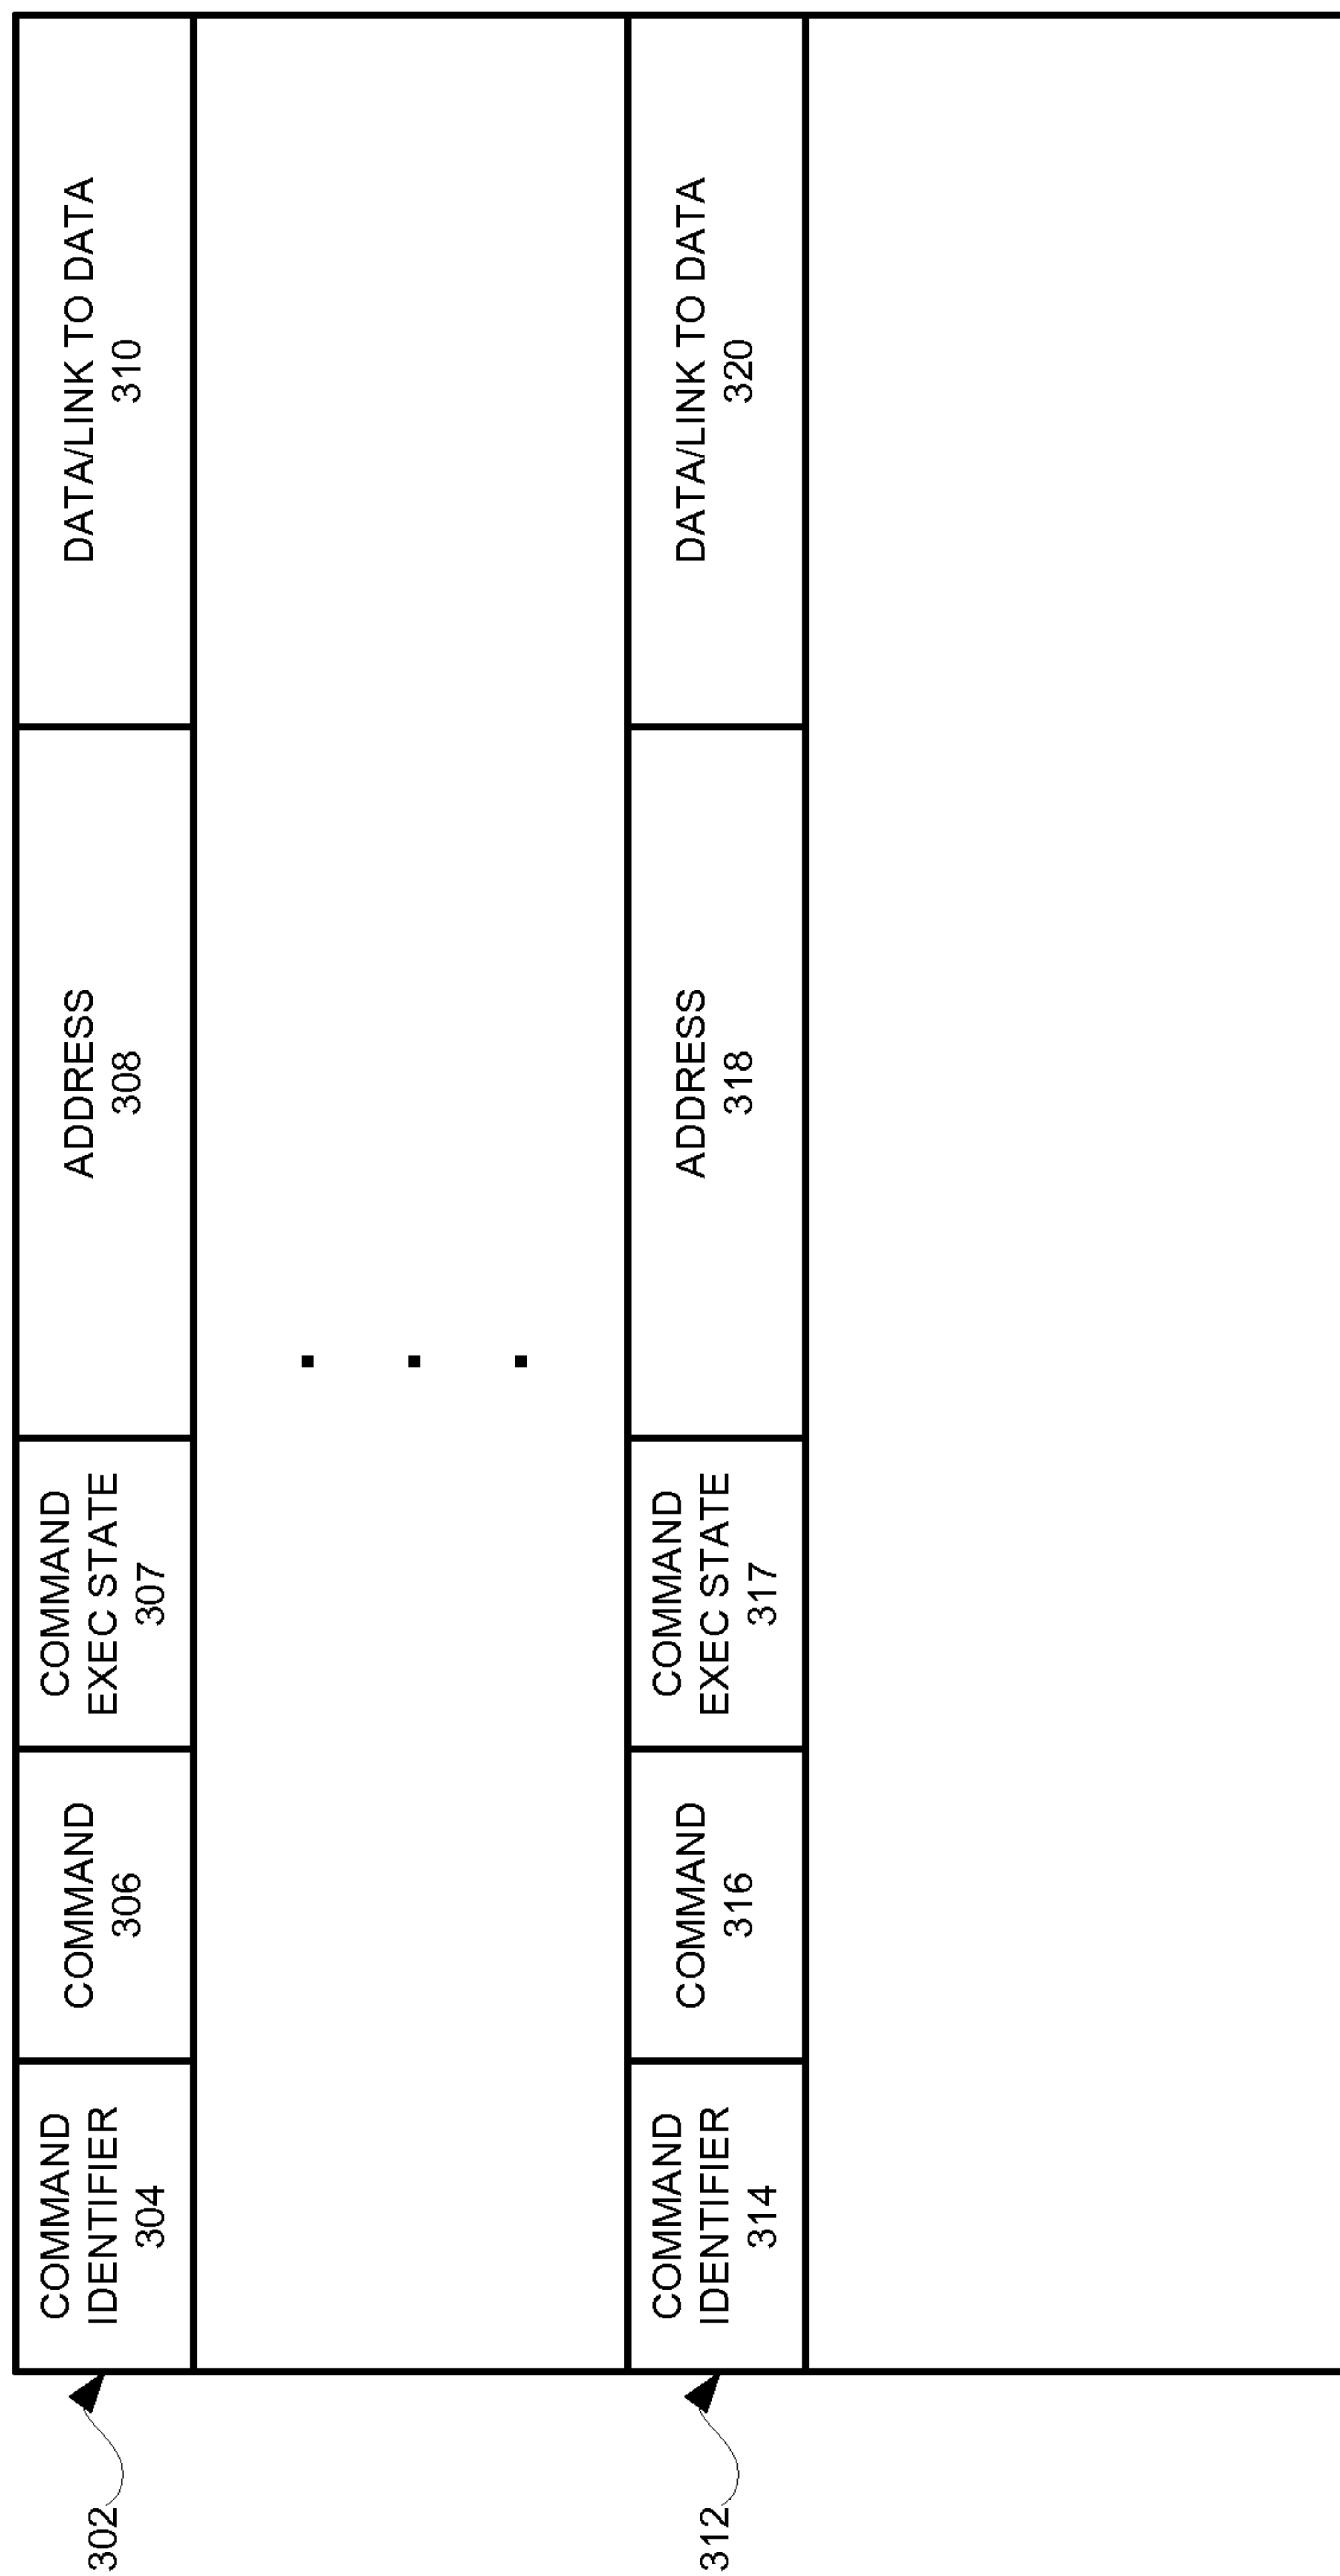 302
COMMAND
IDENTIFIER
304
COMMAND
306
COMMAND
EXEC STATE
307
ADDRESS
308
DATA/LINK TO DATA
310
312
COMMAND
IDENTIFIER
314
COMMAND
316
COMMAND
EXEC STATE
317
ADDRESS
318
DATA/LINK TO DATA
320